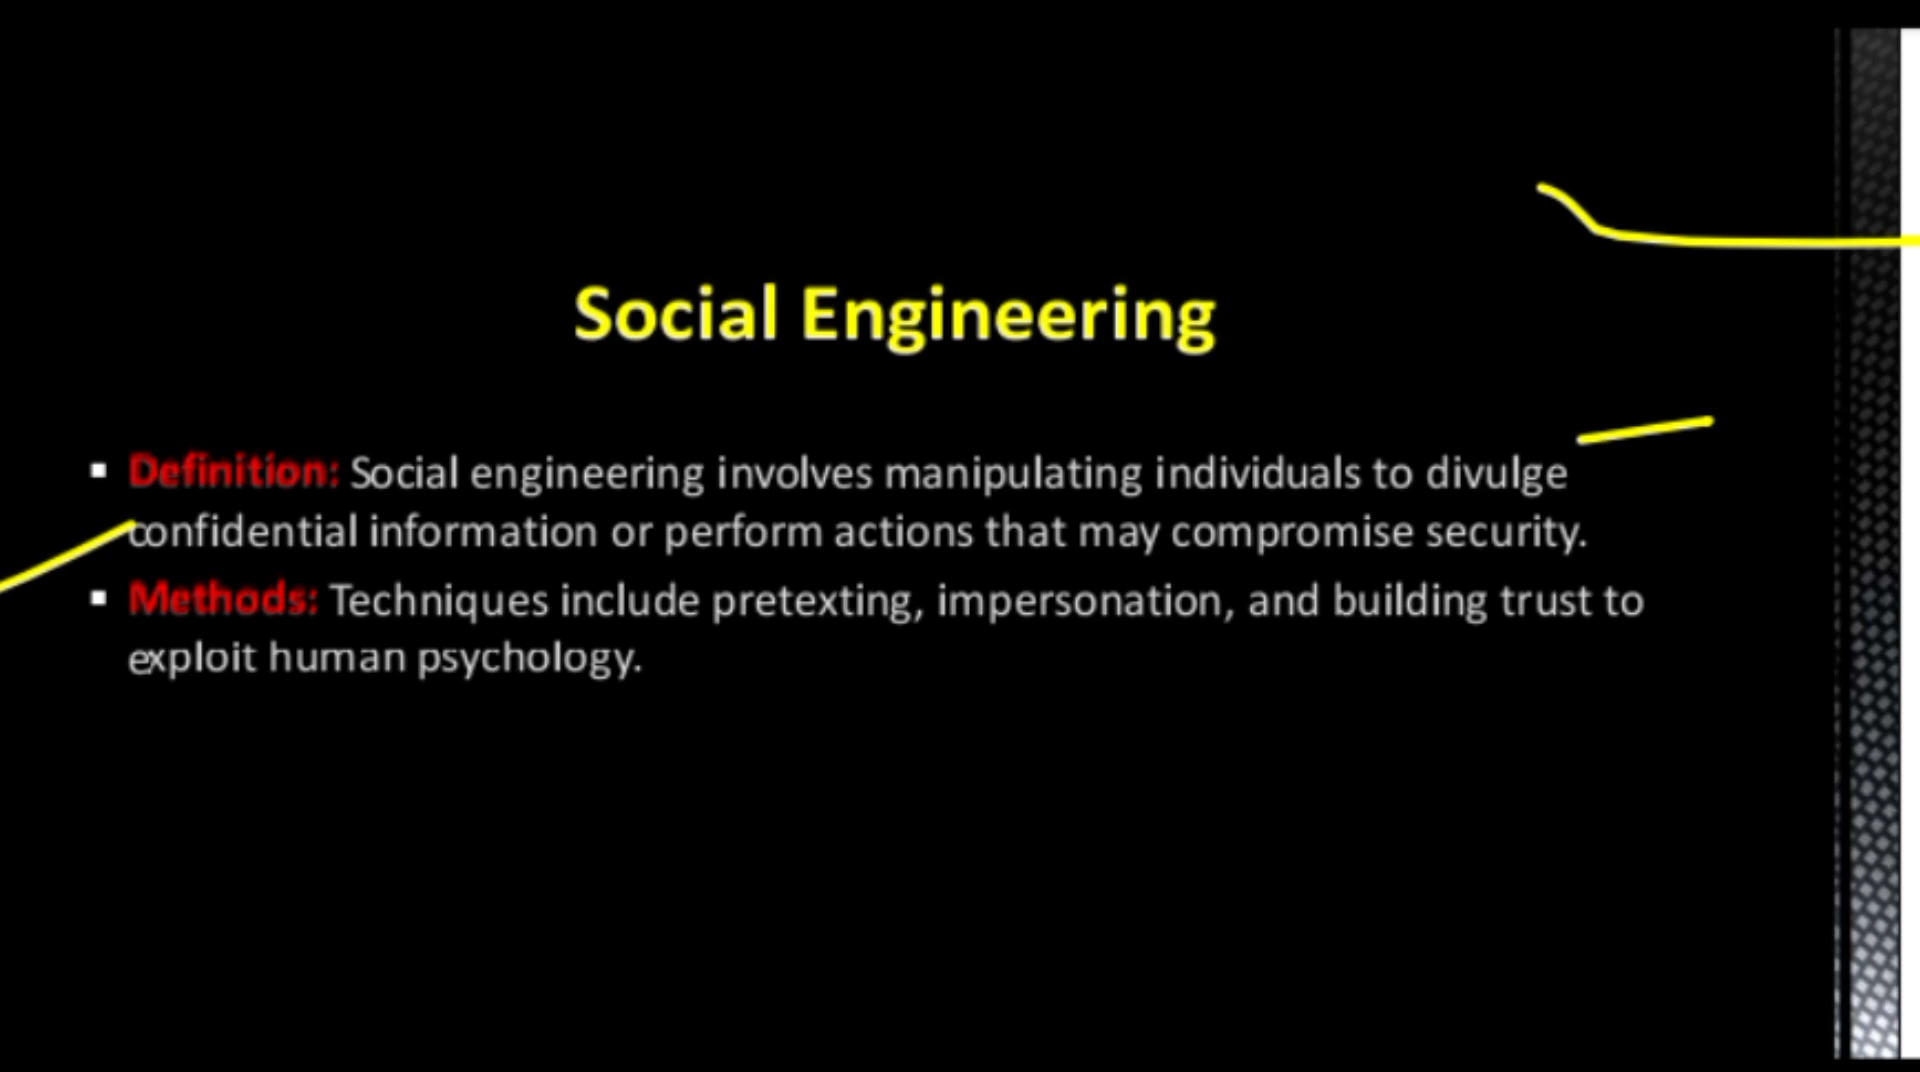 Social Engineering
▪ Definition: Social engineering involves manipulating individuals to divulge
confidential information or perform actions that may compromise security.
▪ Methods: Techniques include pretexting, impersonation, and building trust to
exploit human psychology.